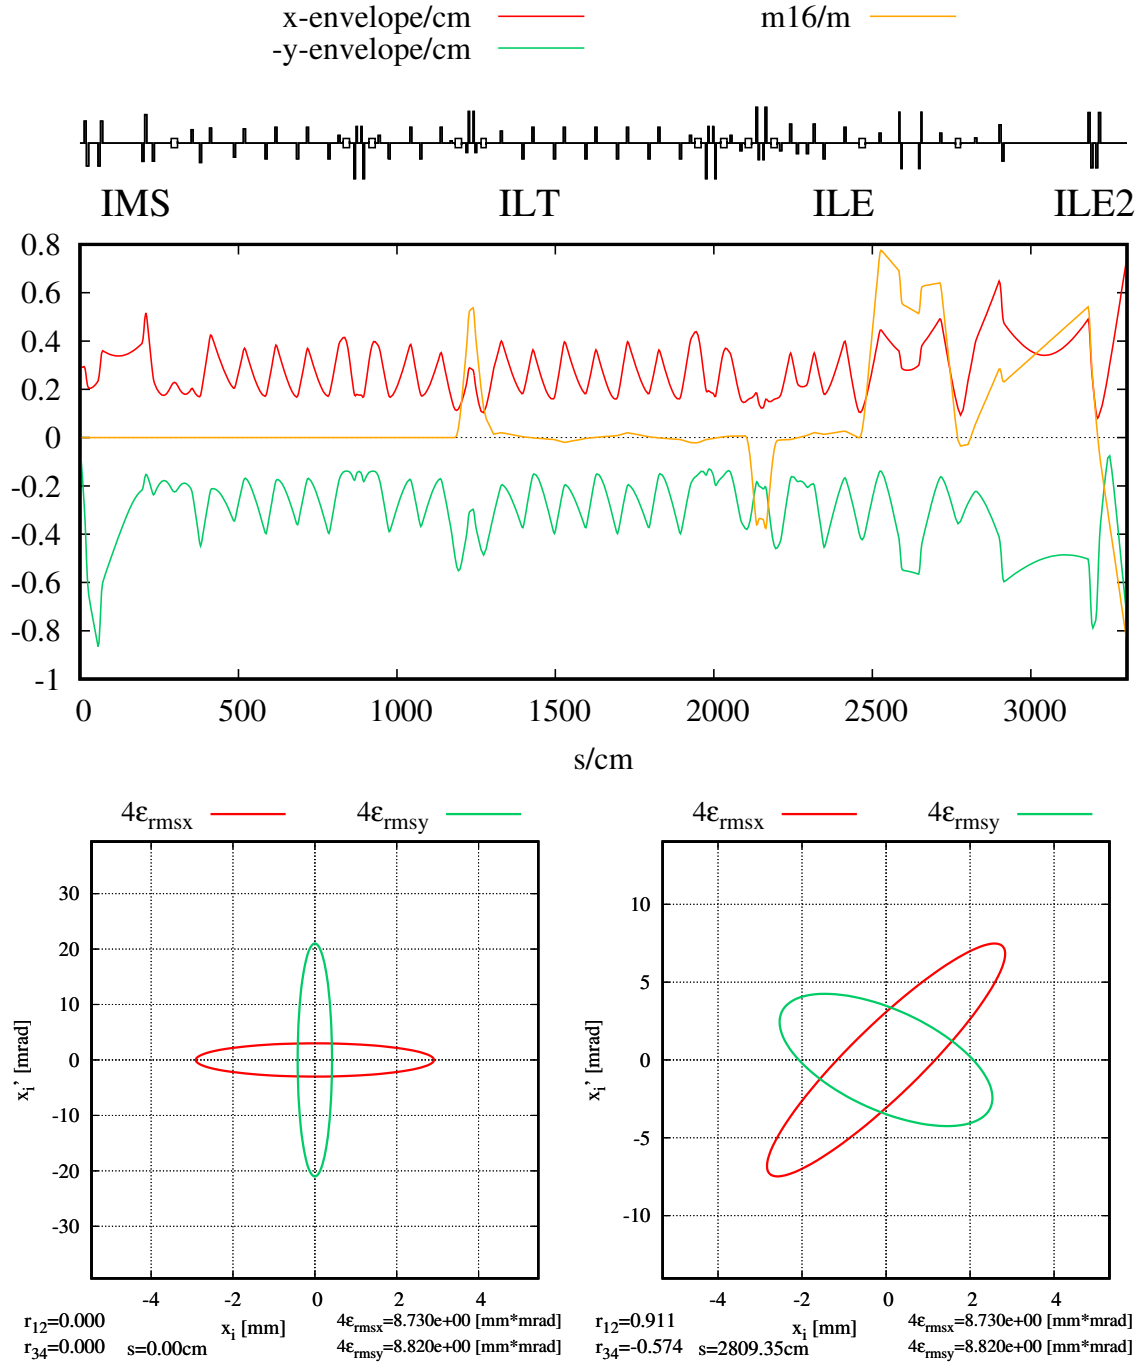 x-envelope/cm
m16/m
-y-envelope/cm
IMS ILT ILE ILE2
0.8
0.6
0.4
0.2
0
-0.2
-0.4
-0.6
-0.8
-1
0 500 1000 1500 2000 2500 3000
s/cm
4εrmsx 4εrmsy
30
20
10
0
-10
-20
-30
xi' [mrad]
-4 -2 0 2 4
xi [mm]
r12=0.000
r34=0.000 s=0.00cm
4εrmsx=8.730e+00 [mm*mrad]
4εrmsy=8.820e+00 [mm*mrad]
4εrmsx 4εrmsy
10
5
0
-5
-10
xi' [mrad]
-4 -2 0 2 4
xi [mm]
r12=0.911
r34=-0.574 s=2809.35cm
4εrmsx=8.730e+00 [mm*mrad]
4εrmsy=8.820e+00 [mm*mrad]